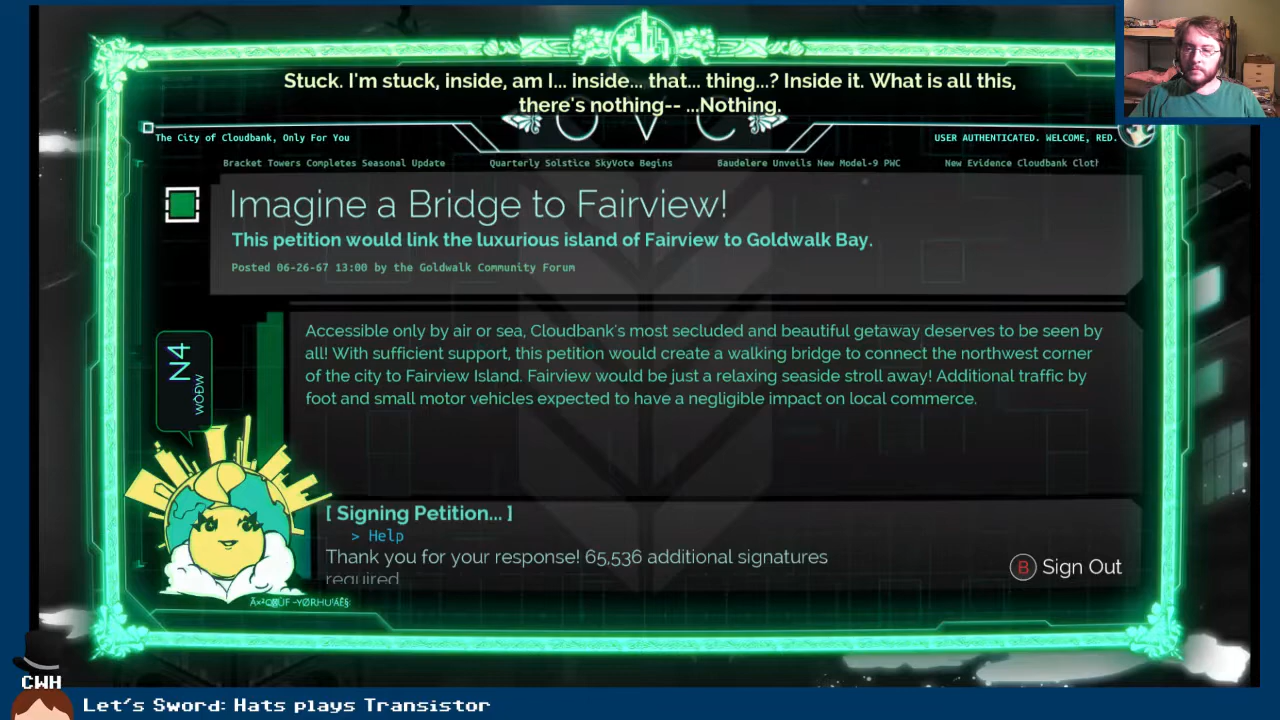 Stuck. I'm stuck, inside, am I... inside... that... thing...? Inside it. What is all this,
there's nothing-- ...Nothing.
OVC
The City of Cloudbank, Only For You
USER AUTHENTICATED. WELCOME, RED.
Bracket Towers Completes Seasonal Update
Quarterly Solstice SkyVote Begins
Baudelere Unveils New Model-9 PWC
New Evidence Cloudbank Cloth
Imagine a Bridge to Fairview!
This petition would link the luxurious island of Fairview to Goldwalk Bay.
Posted 06-26-67 13:00 by the Goldwalk Community Forum
Accessible only by air or sea, Cloudbank's most secluded and beautiful getaway deserves to be seen by
all! With sufficient support, this petition would create a walking bridge to connect the northwest corner
of the city to Fairview Island. Fairview would be just a relaxing seaside stroll away! Additional traffic by
foot and small motor vehicles expected to have a negligible impact on local commerce.
N4
[ Signing Petition... ]
> Help
Thank you for your response! 65,536 additional signatures
required
B Sign Out
CWH
Let's Sword: Hats plays Transistor